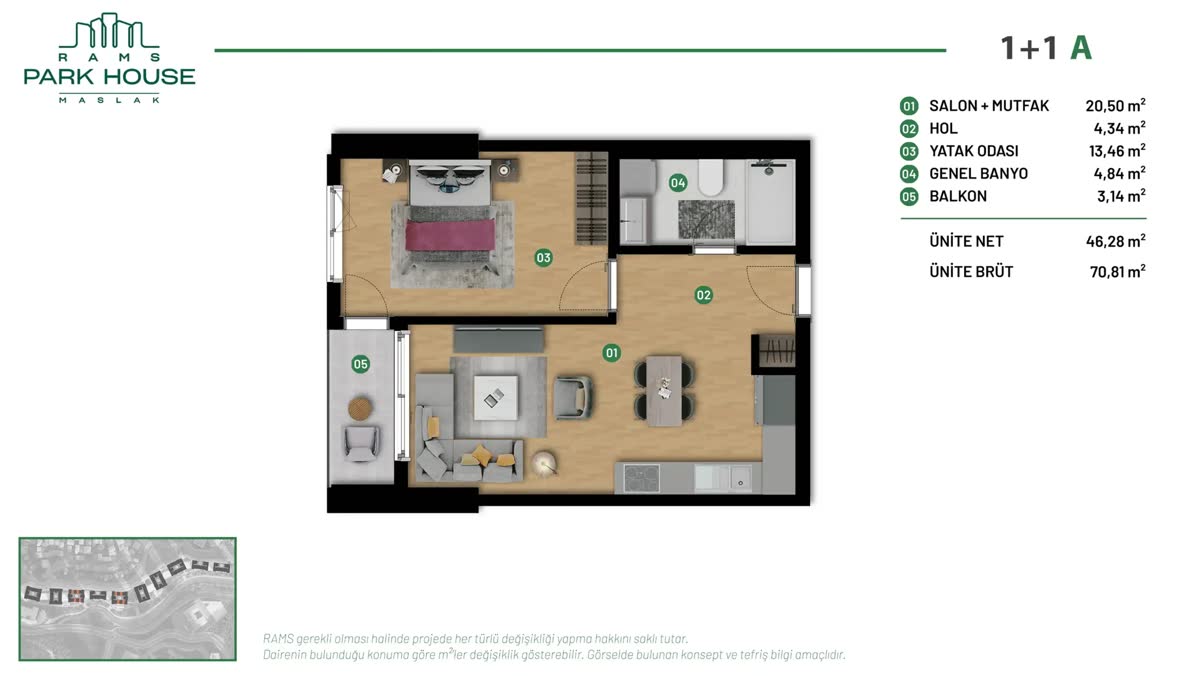 RAMS
PARK HOUSE
MASLAK
1+1 A
01 SALON + MUTFAK 20,50 m²
02 HOL 4,34 m²
03 YATAK ODASI 13,46 m²
04 GENEL BANYO 4,84 m²
05 BALKON 3,14 m²
ÜNİTE NET 46,28 m²
ÜNİTE BRÜT 70,81 m²
04
03
02
01
05
RAMS gerekli olması halinde projede her türlü değişikliği yapma hakkını saklı tutar.
Dairenin bulunduğu konuma göre m²ler değişiklik gösterebilir. Görselde bulunan konsept ve tefriş bilgi amaçlıdır.